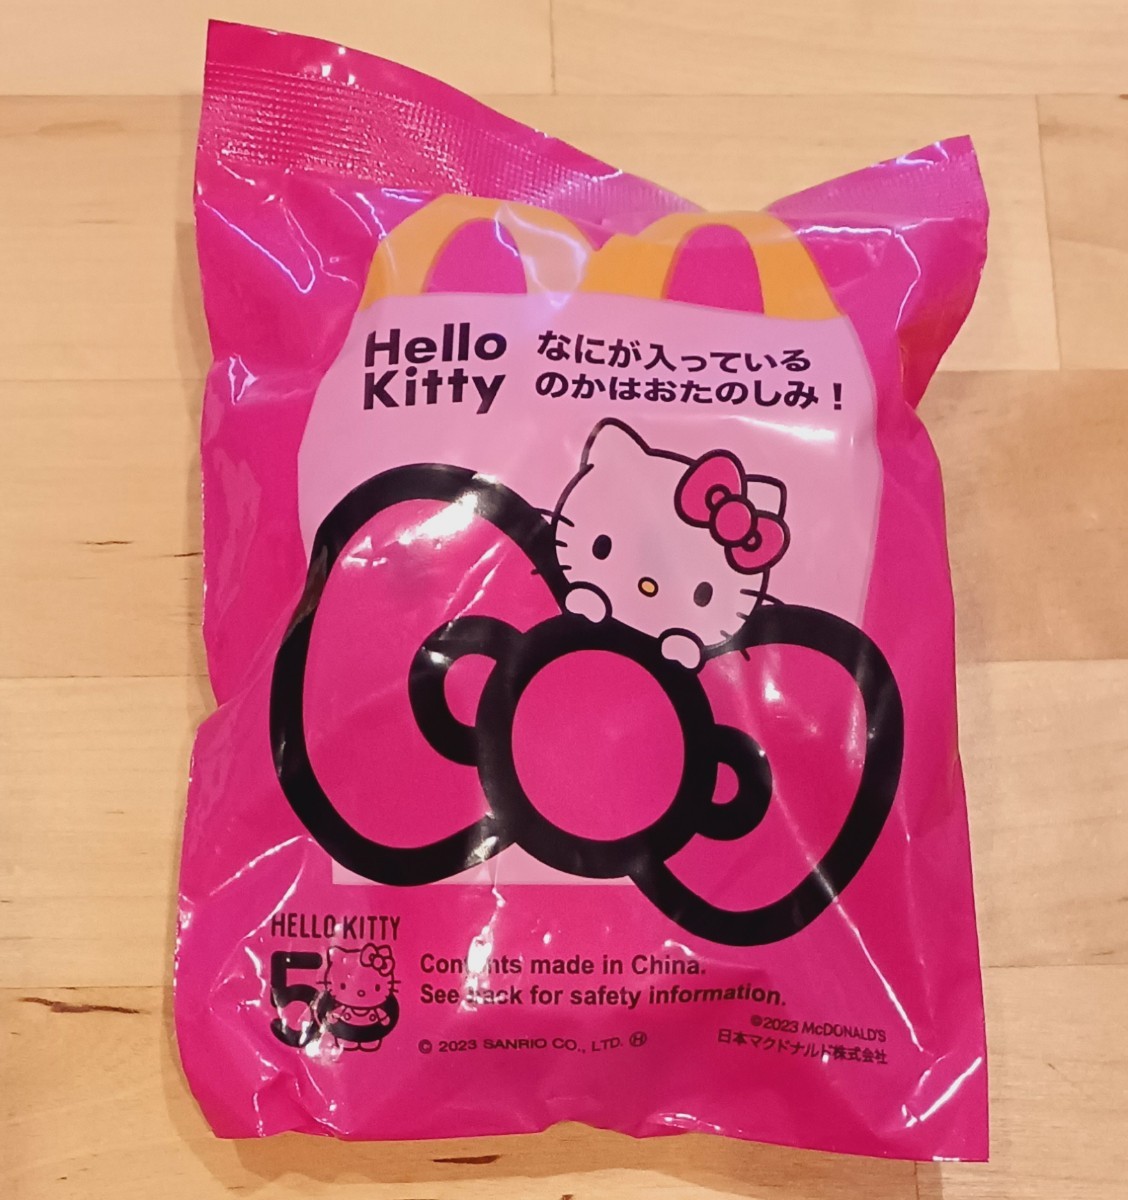 Hello
Kitty
なにが入っている
のかはおたのしみ！
HELLO KITTY
50
Contents made in China.
See back for safety information.
© 2023 SANRIO CO., LTD. Ⓗ
©2023 McDONALD'S
日本マクドナルド株式会社